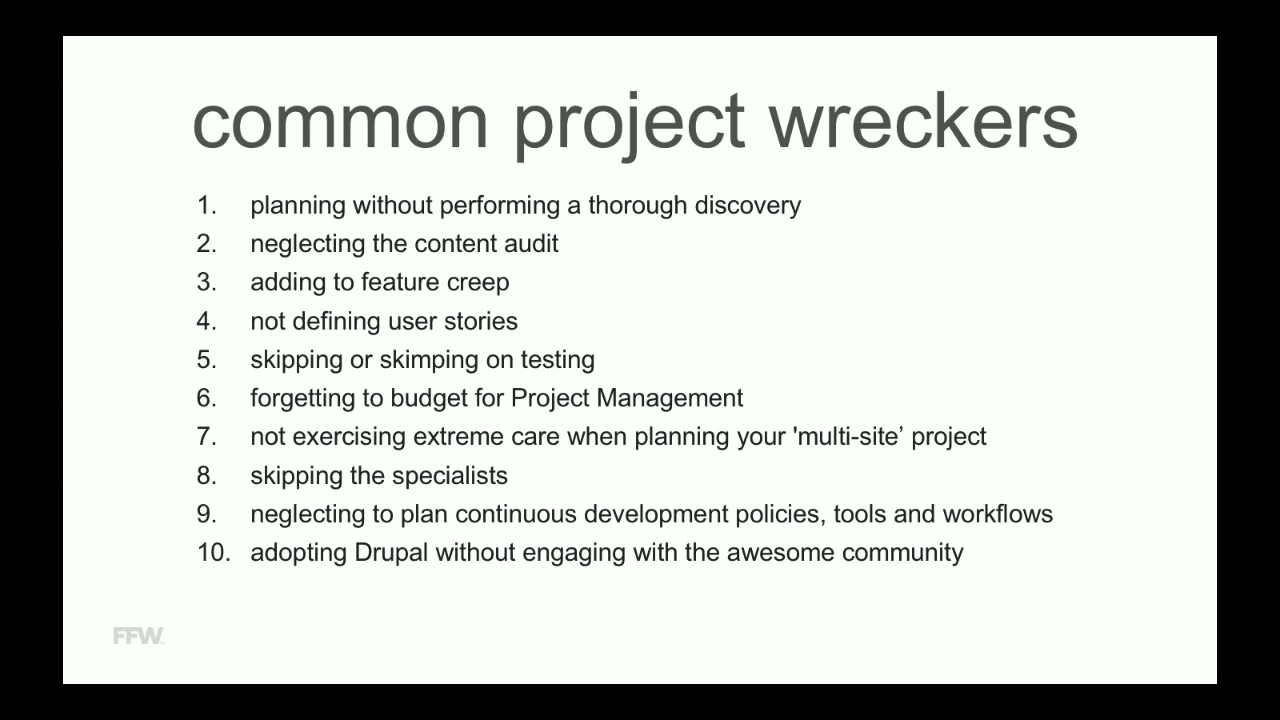 common project wreckers
1. planning without performing a thorough discovery
2. neglecting the content audit
3. adding to feature creep
4. not defining user stories
5. skipping or skimping on testing
6. forgetting to budget for Project Management
7. not exercising extreme care when planning your 'multi-site’ project
8. skipping the specialists
9. neglecting to plan continuous development policies, tools and workflows
10. adopting Drupal without engaging with the awesome community
FFW